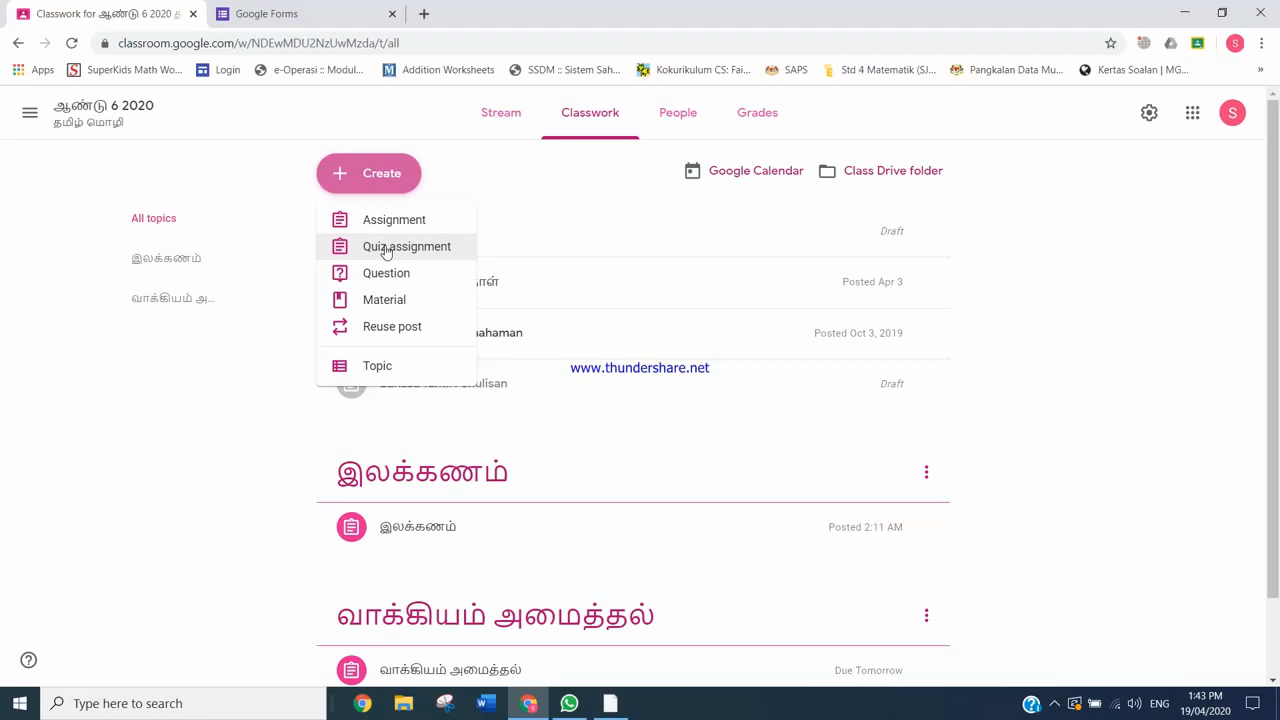 Classwork for ஆண்டு 6 2020 த
Google Forms
classroom.google.com/w/NDEwMDU2NzUwMzda/t/all
Apps
SuperKids Math Wo...
Login
e-Operasi :: Modul...
Addition Worksheets
SSDM :: Sistem Sah...
Kokurikulum CS: Fai...
SAPS
Std 4 Matematik (SJ...
Pangkalan Data Mu...
Kertas Soalan | MG...
»
ஆண்டு 6 2020
தமிழ் மொழி
Stream
Classwork
People
Grades
S
Create
Google Calendar
Class Drive folder
All topics
இலக்கணம்
வாக்கியம் அ...
Assignment
Quiz assignment
Question
Material
Reuse post
Topic
Draft
Posted Apr 3
Posted Oct 3, 2019
www.thundershare.net
Draft
இலக்கணம்
இலக்கணம்
Posted 2:11 AM
வாக்கியம் அமைத்தல்
வாக்கியம் அமைத்தல்
Due Tomorrow
Type here to search
ENG
1:43 PM
19/04/2020